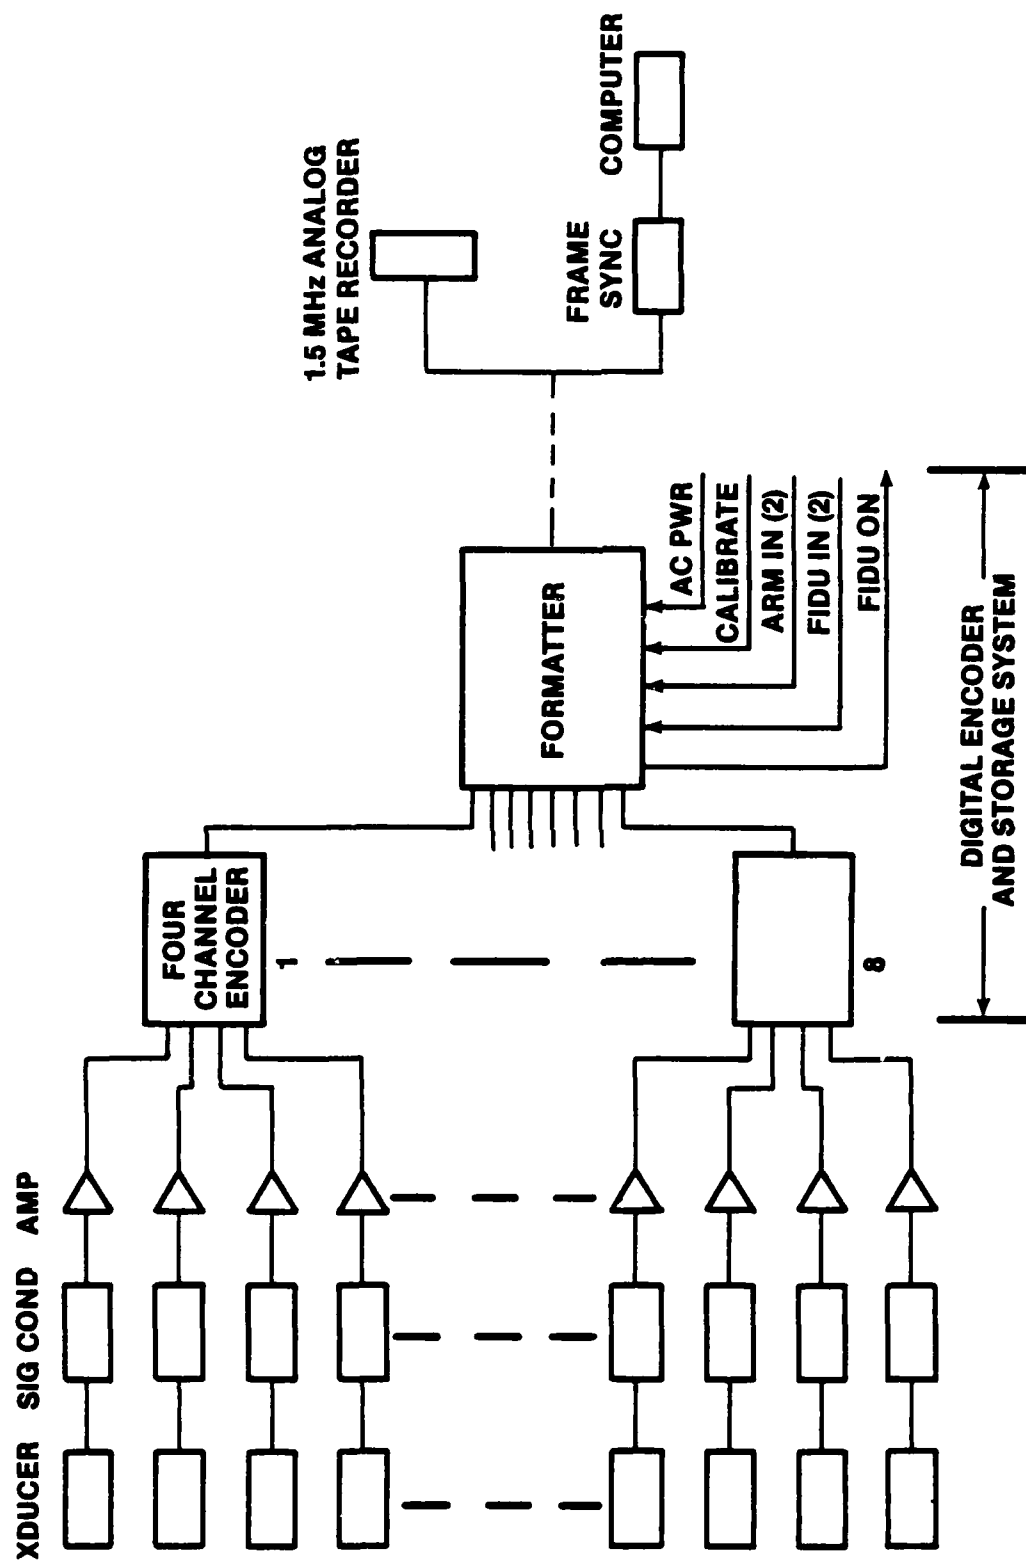 XDUCER
SIG COND
AMP
FOUR
CHANNEL
ENCODER
1
8
FORMATTER
1.5 MHz ANALOG
TAPE RECORDER
FRAME
SYNC
COMPUTER
AC PWR
CALIBRATE
ARM IN (2)
FIDU IN (2)
FIDU ON
DIGITAL ENCODER
AND STORAGE SYSTEM